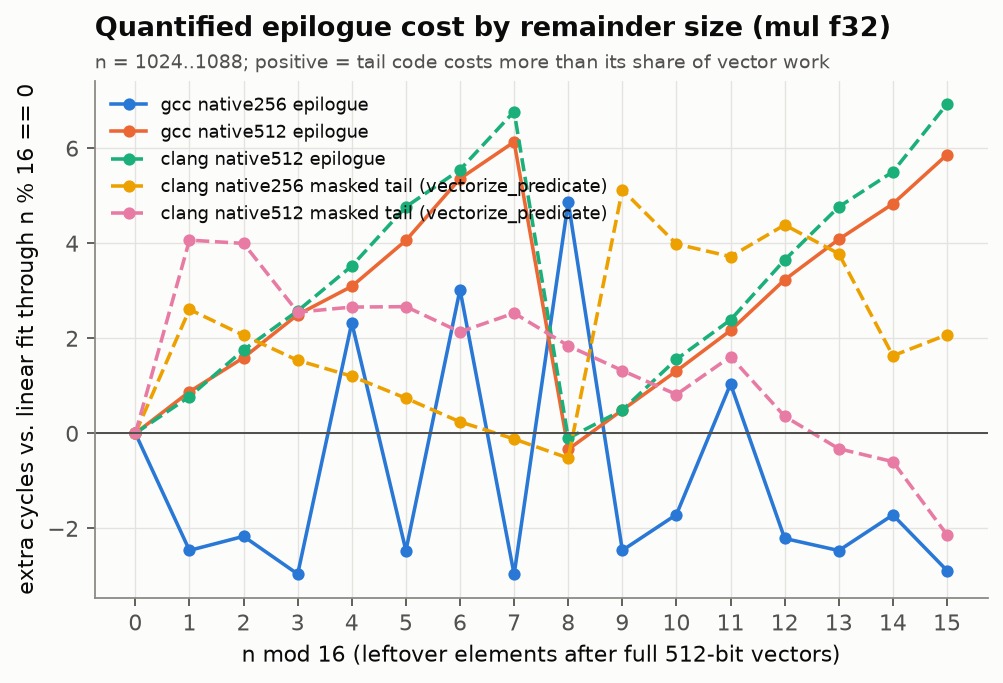 Quantified epilogue cost by remainder size (mul f32)
n = 1024..1088; positive = tail code costs more than its share of vector work
extra cycles vs. linear fit through n % 16 == 0
gcc native256 epilogue
gcc native512 epilogue
clang native512 epilogue
clang native256 masked tail (vectorize_predicate)
clang native512 masked tail (vectorize_predicate)
6
4
2
0
−2
0 1 2 3 4 5 6 7 8 9 10 11 12 13 14 15
n mod 16 (leftover elements after full 512-bit vectors)